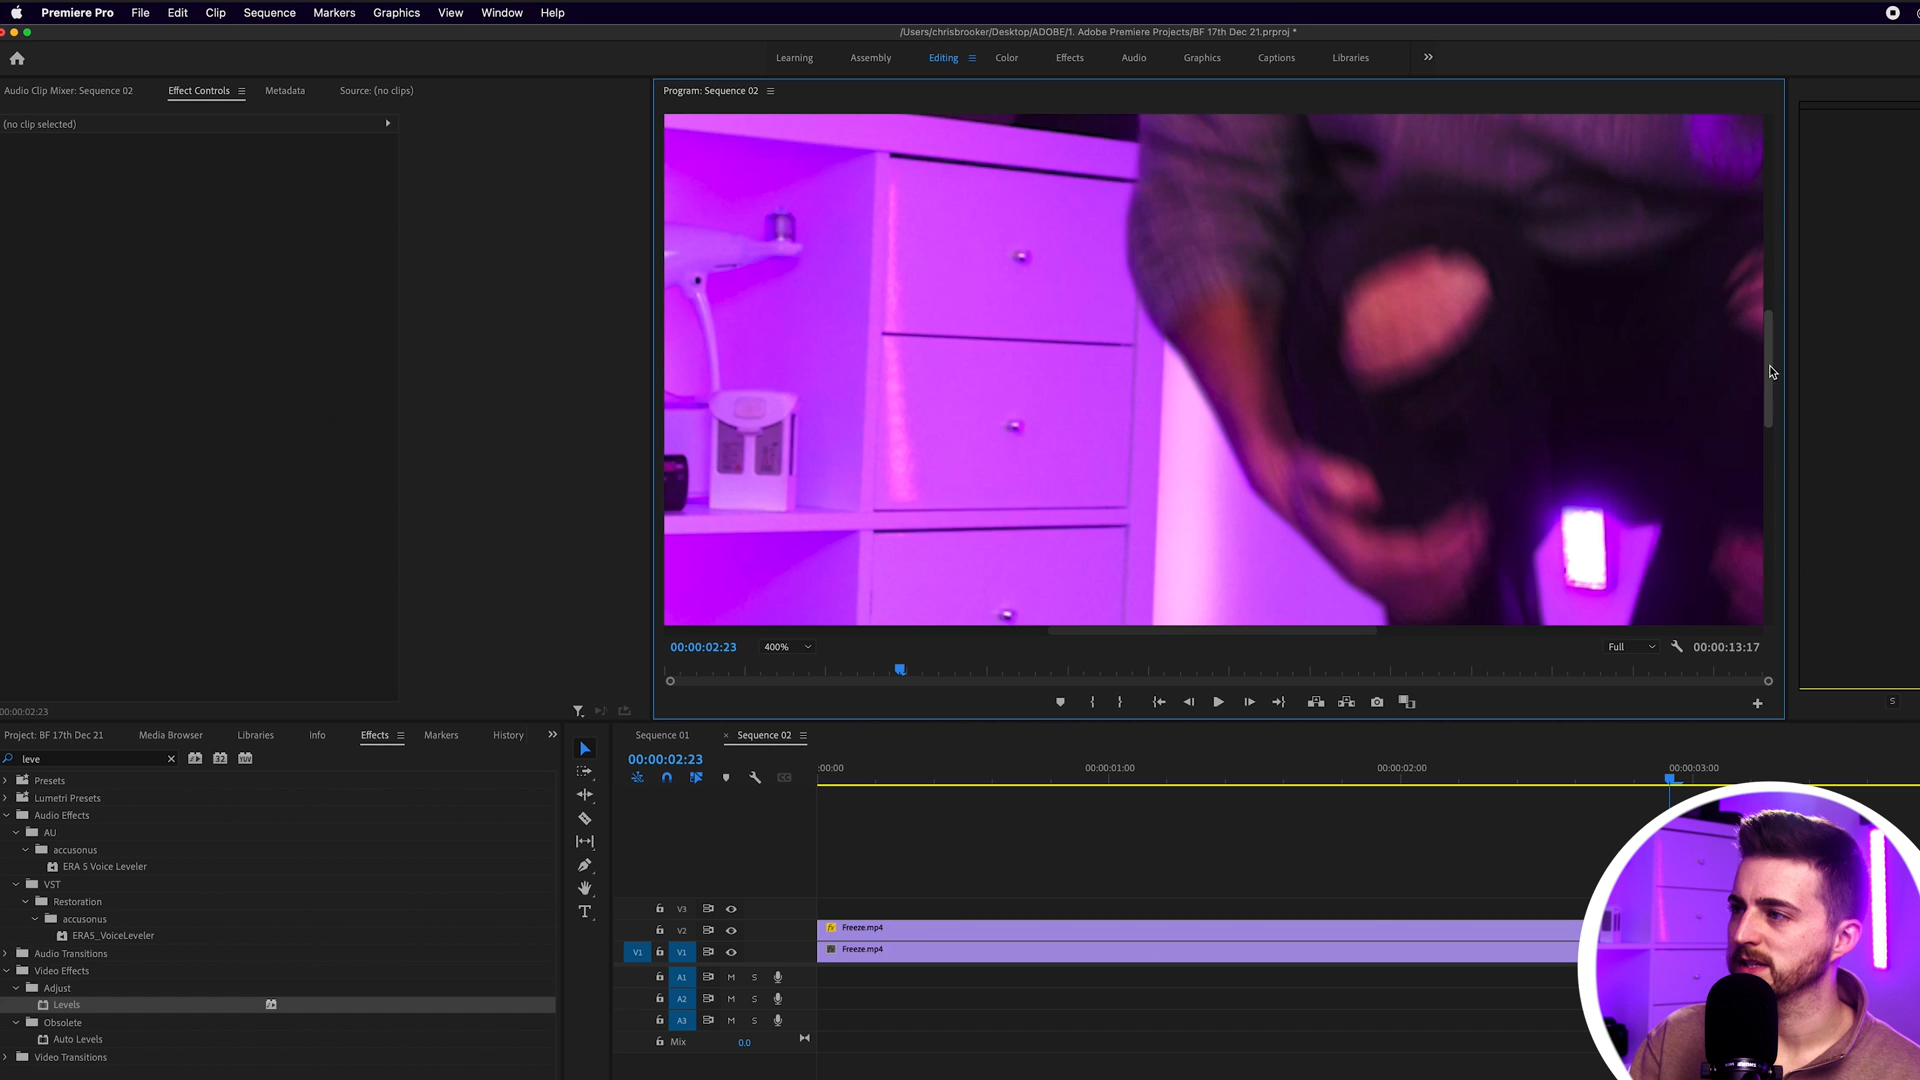 Premiere Pro File Edit Clip Sequence Markers Graphics View Window Help
/Users/chrisbrooker/Desktop/ADOBE/1. Adobe Premiere Projects/BF 17th Dec 21.prproj *
Learning Assembly Editing Color Effects Audio Graphics Captions Libraries
Audio Clip Mixer: Sequence 02 Effect Controls Metadata Source: (no clips)
Program: Sequence 02
(no clip selected)
00:00:02:23 400% Full 00:00:13:17
S
00:00:02:23
Project: BF 17th Dec 21 Media Browser Libraries Info Effects Markers History
Sequence 01 × Sequence 02
leve
32 YUV
00:00:02:23
:00:00 00:00:01:00 00:00:02:00 00:00:03:00
Presets
Lumetri Presets
Audio Effects
AU
accusonus
ERA 5 Voice Leveler
VST
Restoration
accusonus
ERA5_VoiceLeveler
Audio Transitions
Video Effects
Adjust
Levels
Obsolete
Auto Levels
Video Transitions
V3
V2 fx Freeze.mp4
V1 V1 fx Freeze.mp4
A1 M S
A2 M S
A3 M S
Mix 0.0